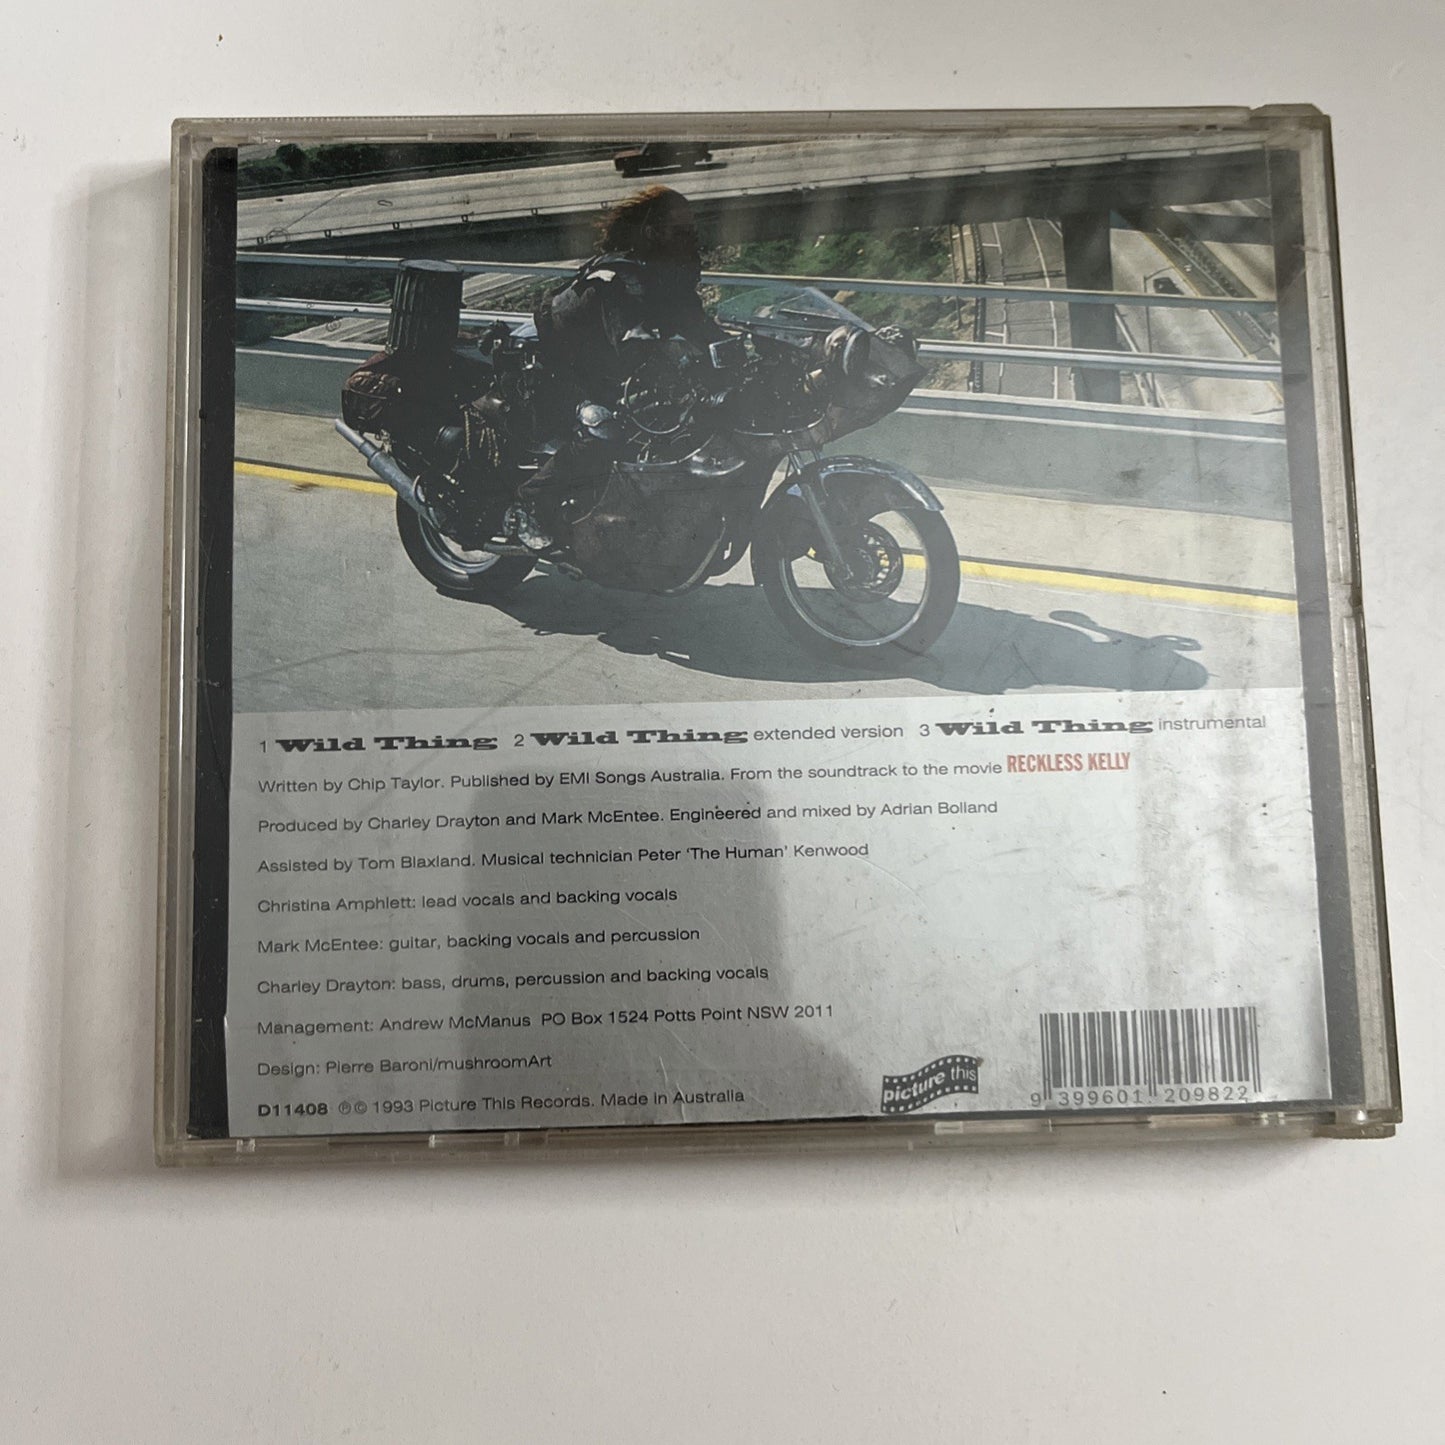 1 Wild Thing 2 Wild Thing extended version 3 Wild Thing instrumental
Written by Chip Taylor. Published by EMI Songs Australia. From the soundtrack to the movie RECKLESS KELLY
Produced by Charley Drayton and Mark McEntee. Engineered and mixed by Adrian Bolland
Assisted by Tom Blaxland. Musical technician Peter 'The Human' Kenwood
Christina Amphlett: lead vocals and backing vocals
Mark McEntee: guitar, backing vocals and percussion
Charley Drayton: bass, drums, percussion and backing vocals
Management: Andrew McManus PO Box 1524 Potts Point NSW 2011
Design: Pierre Baroni/mushroomArt
D11408 ℗© 1993 Picture This Records. Made in Australia
picture this
9 399601 209822